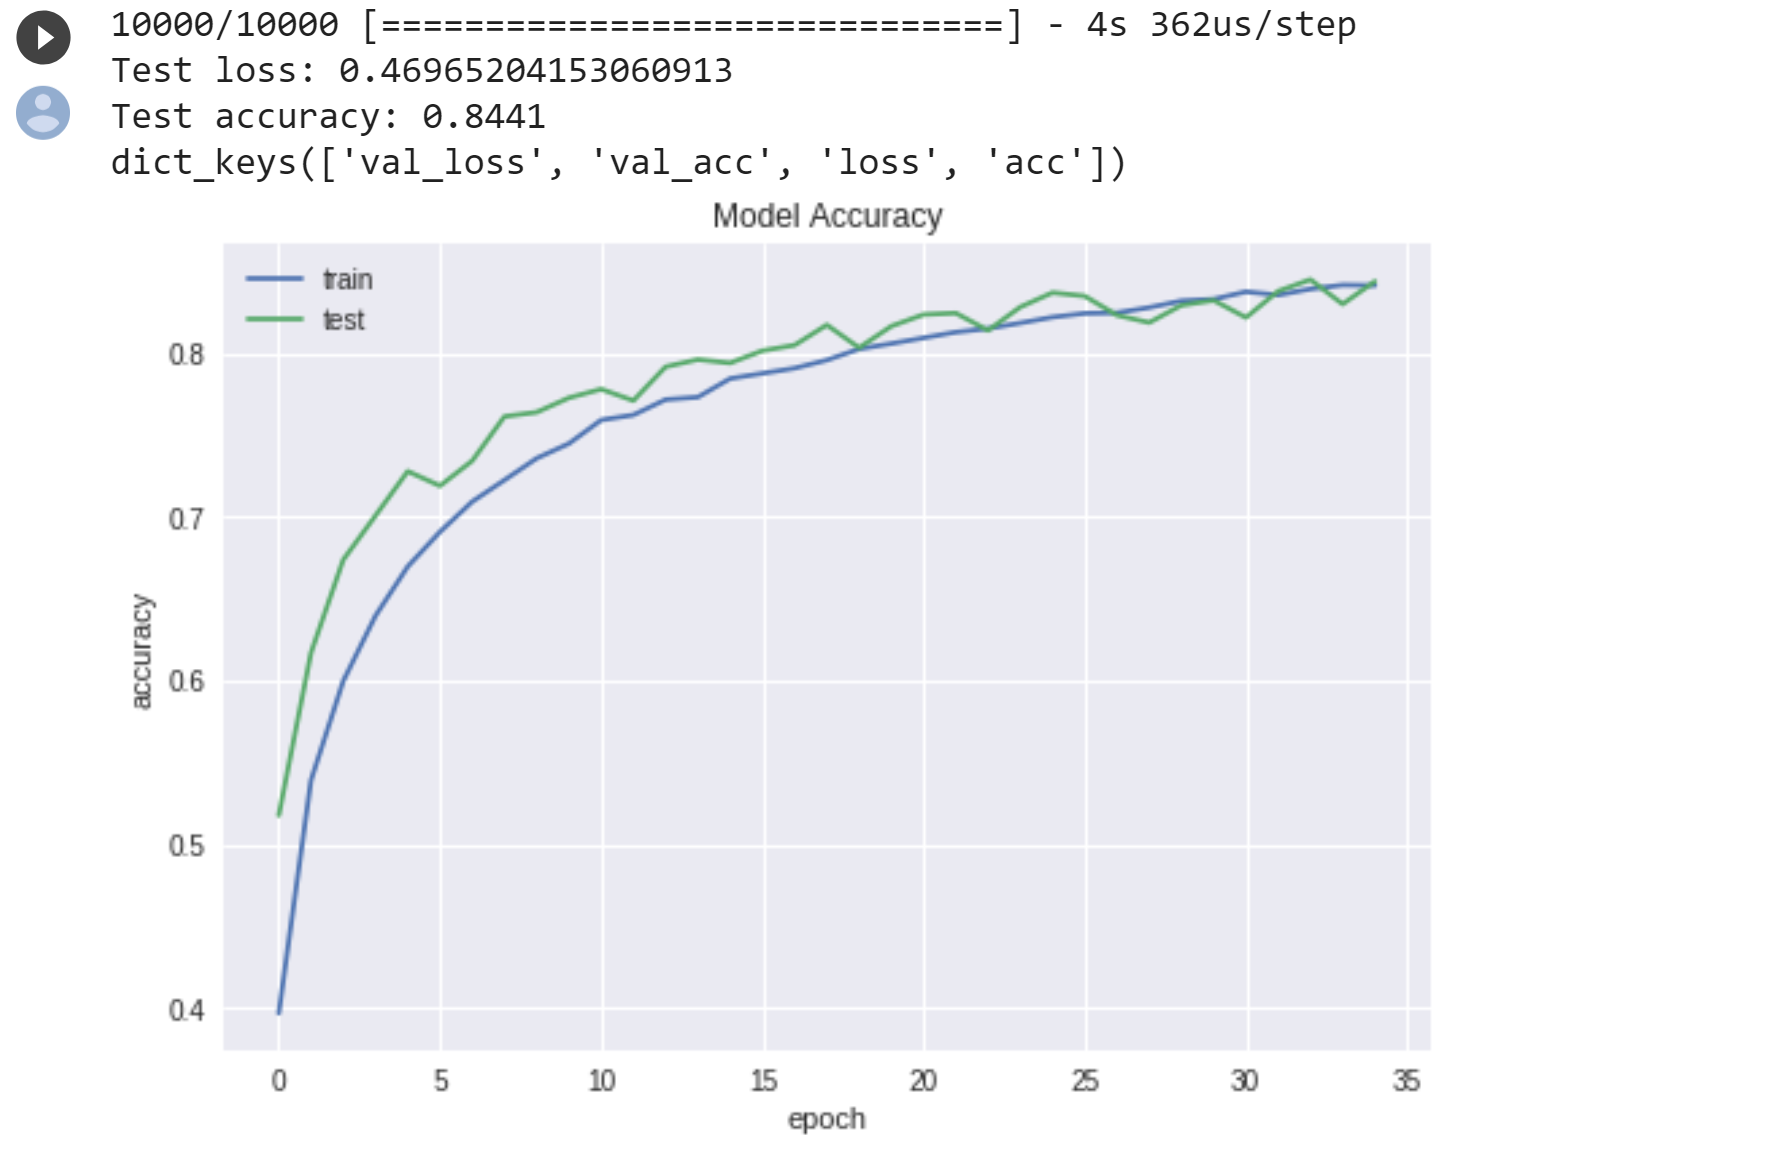 10000/10000 [==============================] - 4s 362us/step
Test loss: 0.46965204153060913
Test accuracy: 0.8441
dict_keys(['val_loss', 'val_acc', 'loss', 'acc'])
Model Accuracy
train
test
0.8
0.7
0.6
0.5
0.4
accuracy
0 5 10 15 20 25 30 35
epoch